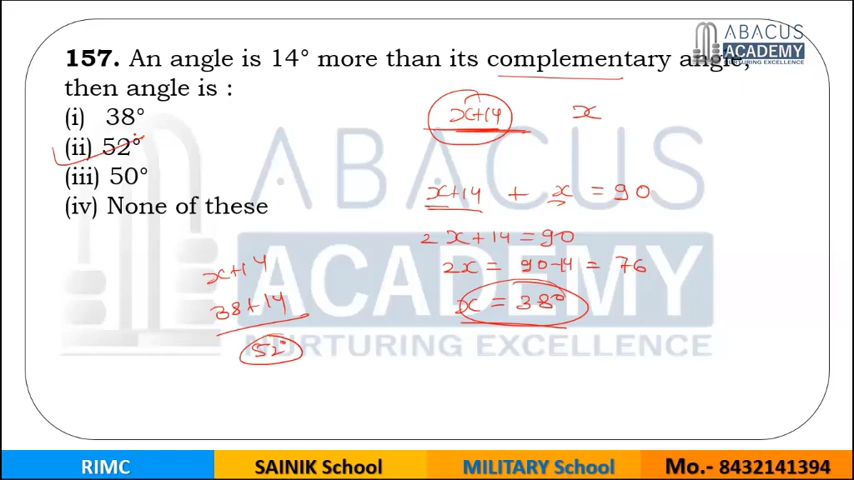 ABACUS
ACADEMY
NURTURING EXCELLENCE
157. An angle is 14° more than its complementary angle,
then angle is :
(i) 38°
(ii) 52°
(iii) 50°
(iv) None of these
x+14 x
x+14 + x = 90
2x+14 = 90
2x = 90-14 = 76
x = 38°
x+14
38+14
52°
ABACUS
ACADEMY
NURTURING EXCELLENCE
RIMC SAINIK School MILITARY School Mo.- 8432141394